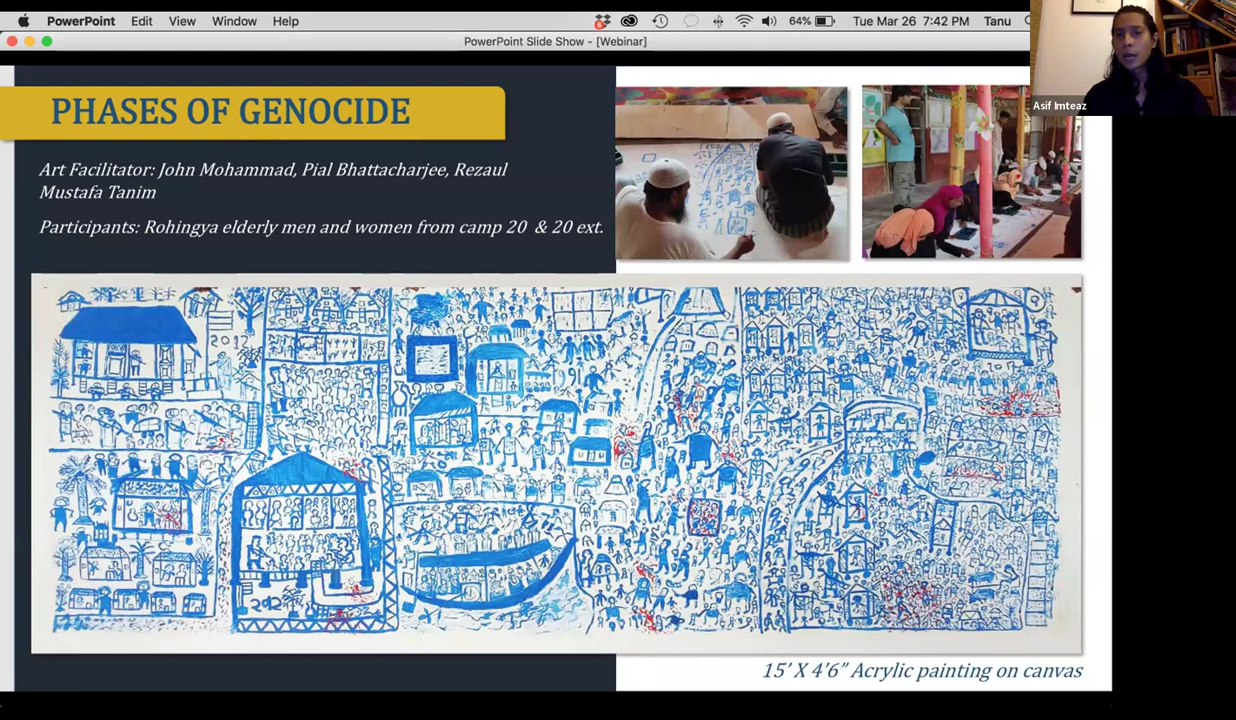 PowerPoint Edit View Window Help
64% Tue Mar 26 7:42 PM Tanu
PowerPoint Slide Show - [Webinar]
Asif Imteaz
PHASES OF GENOCIDE
Art Facilitator: John Mohammad, Pial Bhattacharjee, Rezaul
Mustafa Tanim
Participants: Rohingya elderly men and women from camp 20 & 20 ext.
2012
15' X 4'6" Acrylic painting on canvas